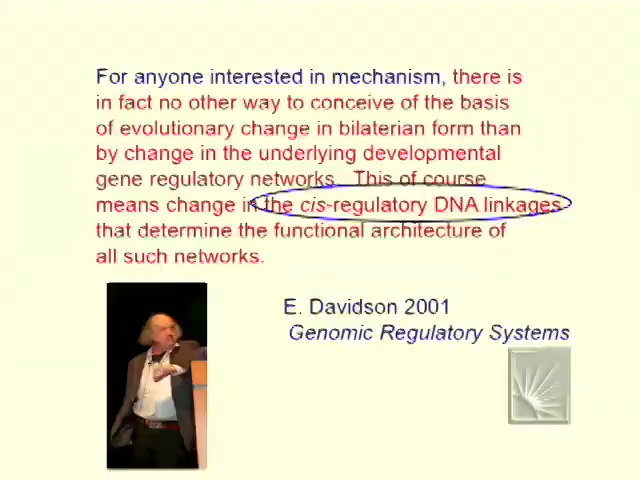 For anyone interested in mechanism, there is
in fact no other way to conceive of the basis
of evolutionary change in bilaterian form than
by change in the underlying developmental
gene regulatory networks. This of course
means change in the cis-regulatory DNA linkages
that determine the functional architecture of
all such networks.
E. Davidson 2001
Genomic Regulatory Systems